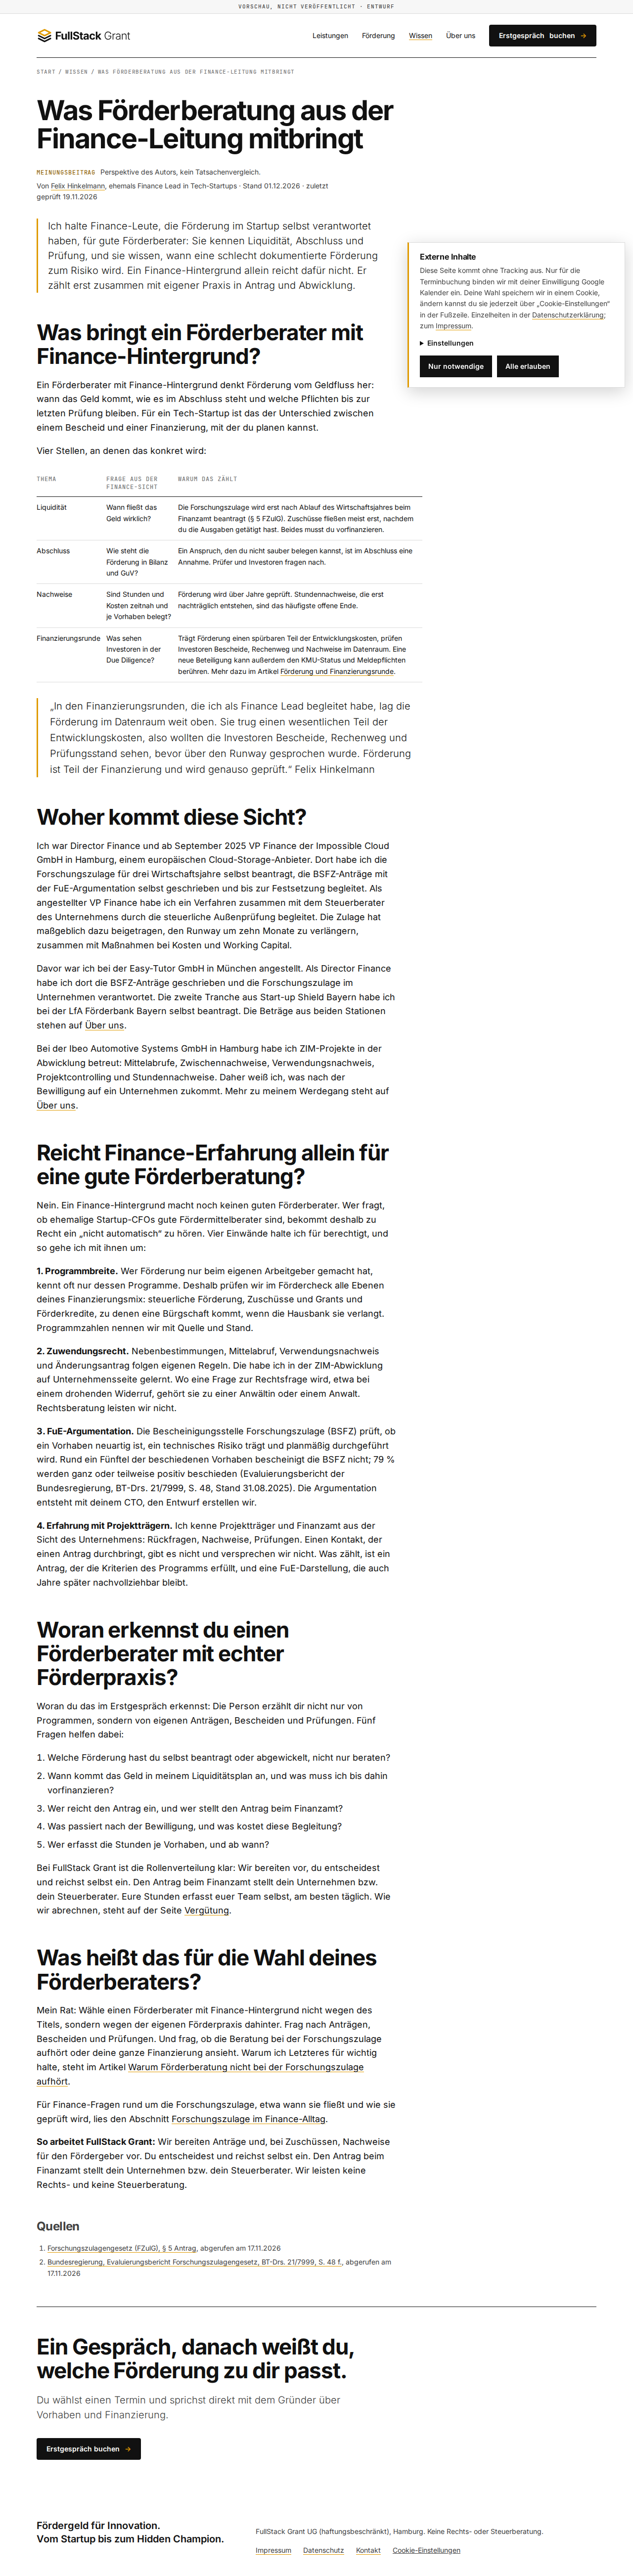 VORSCHAU, NICHT VERÖFFENTLICHT · ENTWURF
FullStack Grant
Leistungen Förderung Wissen Über uns Erstgespräch buchen →
START / WISSEN / WAS FÖRDERBERATUNG AUS DER FINANCE-LEITUNG MITBRINGT
Was Förderberatung aus der
Finance-Leitung mitbringt
MEINUNGSBEITRAG Perspektive des Autors, kein Tatsachenvergleich.
Von Felix Hinkelmann, ehemals Finance Lead in Tech-Startups · Stand 01.12.2026 · zuletzt
geprüft 19.11.2026
Ich halte Finance-Leute, die Förderung im Startup selbst verantwortet
haben, für gute Förderberater: Sie kennen Liquidität, Abschluss und
Prüfung, und sie wissen, wann eine schlecht dokumentierte Förderung
zum Risiko wird. Ein Finance-Hintergrund allein reicht dafür nicht. Er
zählt erst zusammen mit eigener Praxis in Antrag und Abwicklung.
Externe Inhalte
Diese Seite kommt ohne Tracking aus. Nur für die
Terminbuchung binden wir mit deiner Einwilligung Google
Kalender ein. Deine Wahl speichern wir in einem Cookie,
ändern kannst du sie jederzeit über „Cookie-Einstellungen“
in der Fußzeile. Einzelheiten in der Datenschutzerklärung;
zum Impressum.
▶ Einstellungen
Nur notwendige Alle erlauben
Was bringt ein Förderberater mit
Finance-Hintergrund?
Ein Förderberater mit Finance-Hintergrund denkt Förderung vom Geldfluss her:
wann das Geld kommt, wie es im Abschluss steht und welche Pflichten bis zur
letzten Prüfung bleiben. Für ein Tech-Startup ist das der Unterschied zwischen
einem Bescheid und einer Finanzierung, mit der du planen kannst.
Vier Stellen, an denen das konkret wird:
THEMA FRAGE AUS DER FINANCE-SICHT WARUM DAS ZÄHLT
Liquidität Wann fließt das Geld wirklich? Die Forschungszulage wird erst nach Ablauf des Wirtschaftsjahres beim
Finanzamt beantragt (§ 5 FZulG). Zuschüsse fließen meist erst, nachdem
du die Ausgaben getätigt hast. Beides musst du vorfinanzieren.
Abschluss Wie steht die Förderung in Bilanz und GuV? Ein Anspruch, den du nicht sauber belegen kannst, ist im Abschluss eine
Annahme. Prüfer und Investoren fragen nach.
Nachweise Sind Stunden und Kosten zeitnah und je Vorhaben belegt? Förderung wird über Jahre geprüft. Stundennachweise, die erst
nachträglich entstehen, sind das häufigste offene Ende.
Finanzierungsrunde Was sehen Investoren in der Due Diligence? Trägt Förderung einen spürbaren Teil der Entwicklungskosten, prüfen
Investoren Bescheide, Rechenweg und Nachweise im Datenraum. Eine
neue Beteiligung kann außerdem den KMU-Status und Meldepflichten
berühren. Mehr dazu im Artikel Förderung und Finanzierungsrunde.
„In den Finanzierungsrunden, die ich als Finance Lead begleitet habe, lag die
Förderung im Datenraum weit oben. Sie trug einen wesentlichen Teil der
Entwicklungskosten, also wollten die Investoren Bescheide, Rechenweg und
Prüfungsstand sehen, bevor über den Runway gesprochen wurde. Förderung
ist Teil der Finanzierung und wird genauso geprüft.“ Felix Hinkelmann
Woher kommt diese Sicht?
Ich war Director Finance und ab September 2025 VP Finance der Impossible Cloud
GmbH in Hamburg, einem europäischen Cloud-Storage-Anbieter. Dort habe ich die
Forschungszulage für drei Wirtschaftsjahre selbst beantragt, die BSFZ-Anträge mit
der FuE-Argumentation selbst geschrieben und bis zur Festsetzung begleitet. Als
angestellter VP Finance habe ich ein Verfahren zusammen mit dem Steuerberater
des Unternehmens durch die steuerliche Außenprüfung begleitet. Die Zulage hat
maßgeblich dazu beigetragen, den Runway um zehn Monate zu verlängern,
zusammen mit Maßnahmen bei Kosten und Working Capital.
Davor war ich bei der Easy-Tutor GmbH in München angestellt. Als Director Finance
habe ich dort die BSFZ-Anträge geschrieben und die Forschungszulage im
Unternehmen verantwortet. Die zweite Tranche aus Start-up Shield Bayern habe ich
bei der LfA Förderbank Bayern selbst beantragt. Die Beträge aus beiden Stationen
stehen auf Über uns.
Bei der Ibeo Automotive Systems GmbH in Hamburg habe ich ZIM-Projekte in der
Abwicklung betreut: Mittelabrufe, Zwischennachweise, Verwendungsnachweis,
Projektcontrolling und Stundennachweise. Daher weiß ich, was nach der
Bewilligung auf ein Unternehmen zukommt. Mehr zu meinem Werdegang steht auf
Über uns.
Reicht Finance-Erfahrung allein für
eine gute Förderberatung?
Nein. Ein Finance-Hintergrund macht noch keinen guten Förderberater. Wer fragt,
ob ehemalige Startup-CFOs gute Fördermittelberater sind, bekommt deshalb zu
Recht ein „nicht automatisch“ zu hören. Vier Einwände halte ich für berechtigt, und
so gehe ich mit ihnen um:
1. Programmbreite. Wer Förderung nur beim eigenen Arbeitgeber gemacht hat,
kennt oft nur dessen Programme. Deshalb prüfen wir im Fördercheck alle Ebenen
deines Finanzierungsmix: steuerliche Förderung, Zuschüsse und Grants und
Förderkredite, zu denen eine Bürgschaft kommt, wenn die Hausbank sie verlangt.
Programmzahlen nennen wir mit Quelle und Stand.
2. Zuwendungsrecht. Nebenbestimmungen, Mittelabruf, Verwendungsnachweis
und Änderungsantrag folgen eigenen Regeln. Die habe ich in der ZIM-Abwicklung
auf Unternehmensseite gelernt. Wo eine Frage zur Rechtsfrage wird, etwa bei
einem drohenden Widerruf, gehört sie zu einer Anwältin oder einem Anwalt.
Rechtsberatung leisten wir nicht.
3. FuE-Argumentation. Die Bescheinigungsstelle Forschungszulage (BSFZ) prüft, ob
ein Vorhaben neuartig ist, ein technisches Risiko trägt und planmäßig durchgeführt
wird. Rund ein Fünftel der beschiedenen Vorhaben bescheinigt die BSFZ nicht; 79 %
werden ganz oder teilweise positiv beschieden (Evaluierungsbericht der
Bundesregierung, BT-Drs. 21/7999, S. 48, Stand 31.08.2025). Die Argumentation
entsteht mit deinem CTO, den Entwurf erstellen wir.
4. Erfahrung mit Projektträgern. Ich kenne Projektträger und Finanzamt aus der
Sicht des Unternehmens: Rückfragen, Nachweise, Prüfungen. Einen Kontakt, der
einen Antrag durchbringt, gibt es nicht und versprechen wir nicht. Was zählt, ist ein
Antrag, der die Kriterien des Programms erfüllt, und eine FuE-Darstellung, die auch
Jahre später nachvollziehbar bleibt.
Woran erkennst du einen
Förderberater mit echter
Förderpraxis?
Woran du das im Erstgespräch erkennst: Die Person erzählt dir nicht nur von
Programmen, sondern von eigenen Anträgen, Bescheiden und Prüfungen. Fünf
Fragen helfen dabei:
1. Welche Förderung hast du selbst beantragt oder abgewickelt, nicht nur beraten?
2. Wann kommt das Geld in meinem Liquiditätsplan an, und was muss ich bis dahin
vorfinanzieren?
3. Wer reicht den Antrag ein, und wer stellt den Antrag beim Finanzamt?
4. Was passiert nach der Bewilligung, und was kostet diese Begleitung?
5. Wer erfasst die Stunden je Vorhaben, und ab wann?
Bei FullStack Grant ist die Rollenverteilung klar: Wir bereiten vor, du entscheidest
und reichst selbst ein. Den Antrag beim Finanzamt stellt dein Unternehmen bzw.
dein Steuerberater. Eure Stunden erfasst euer Team selbst, am besten täglich. Wie
wir abrechnen, steht auf der Seite Vergütung.
Was heißt das für die Wahl deines
Förderberaters?
Mein Rat: Wähle einen Förderberater mit Finance-Hintergrund nicht wegen des
Titels, sondern wegen der eigenen Förderpraxis dahinter. Frag nach Anträgen,
Bescheiden und Prüfungen. Und frag, ob die Beratung bei der Forschungszulage
aufhört oder deine ganze Finanzierung ansieht. Warum ich Letzteres für wichtig
halte, steht im Artikel Warum Förderberatung nicht bei der Forschungszulage
aufhört.
Für Finance-Fragen rund um die Forschungszulage, etwa wann sie fließt und wie sie
geprüft wird, lies den Abschnitt Forschungszulage im Finance-Alltag.
So arbeitet FullStack Grant: Wir bereiten Anträge und, bei Zuschüssen, Nachweise
für den Fördergeber vor. Du entscheidest und reichst selbst ein. Den Antrag beim
Finanzamt stellt dein Unternehmen bzw. dein Steuerberater. Wir leisten keine
Rechts- und keine Steuerberatung.
Quellen
1. Forschungszulagengesetz (FZulG), § 5 Antrag, abgerufen am 17.11.2026
2. Bundesregierung, Evaluierungsbericht Forschungszulagengesetz, BT-Drs. 21/7999, S. 48 f., abgerufen am
17.11.2026
Ein Gespräch, danach weißt du,
welche Förderung zu dir passt.
Du wählst einen Termin und sprichst direkt mit dem Gründer über
Vorhaben und Finanzierung.
Erstgespräch buchen →
Fördergeld für Innovation.
Vom Startup bis zum Hidden Champion.
FullStack Grant UG (haftungsbeschränkt), Hamburg. Keine Rechts- oder Steuerberatung.
Impressum Datenschutz Kontakt Cookie-Einstellungen